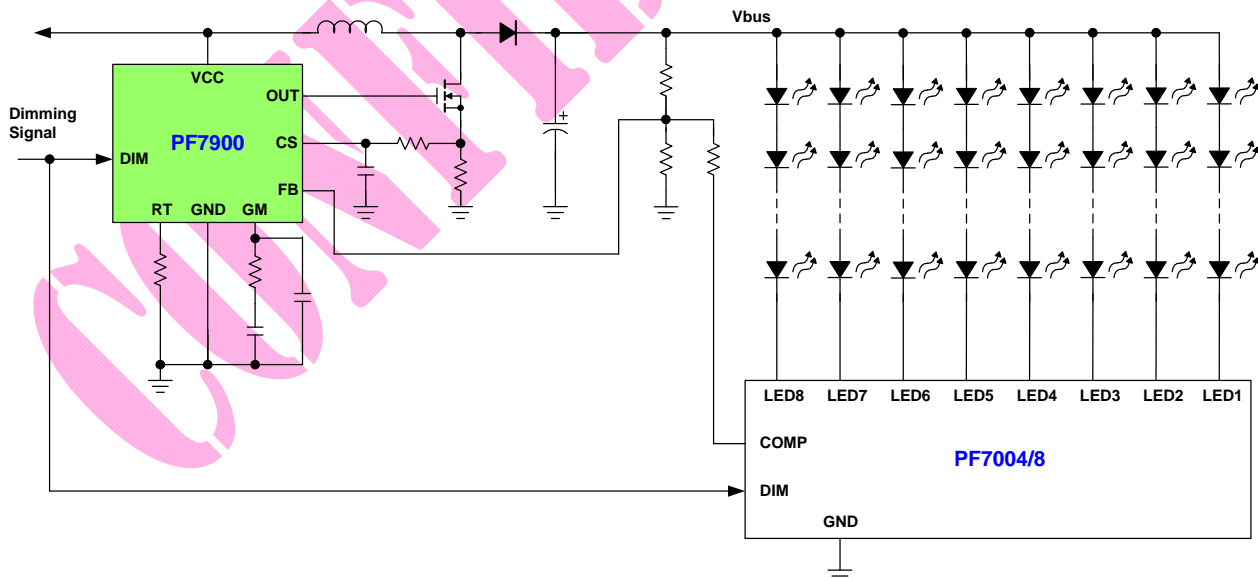 Vbus
VCC
OUT
Dimming
Signal
PF7900
CS
DIM
FB
RT GND GM
LED8 LED7 LED6 LED5 LED4 LED3 LED2 LED1
COMP
PF7004/8
DIM
GND